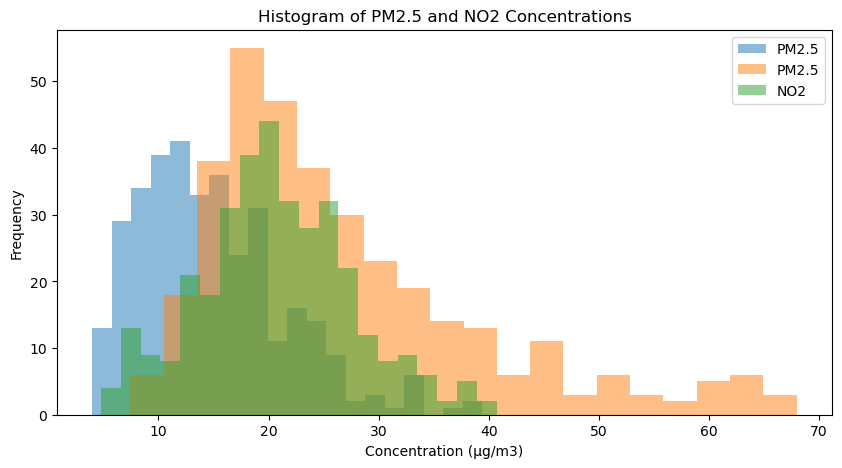 Histogram of PM2.5 and NO2 Concentrations
PM2.5
PM2.5
NO2
Frequency
50
40
30
20
10
0
10 20 30 40 50 60 70
Concentration (µg/m3)